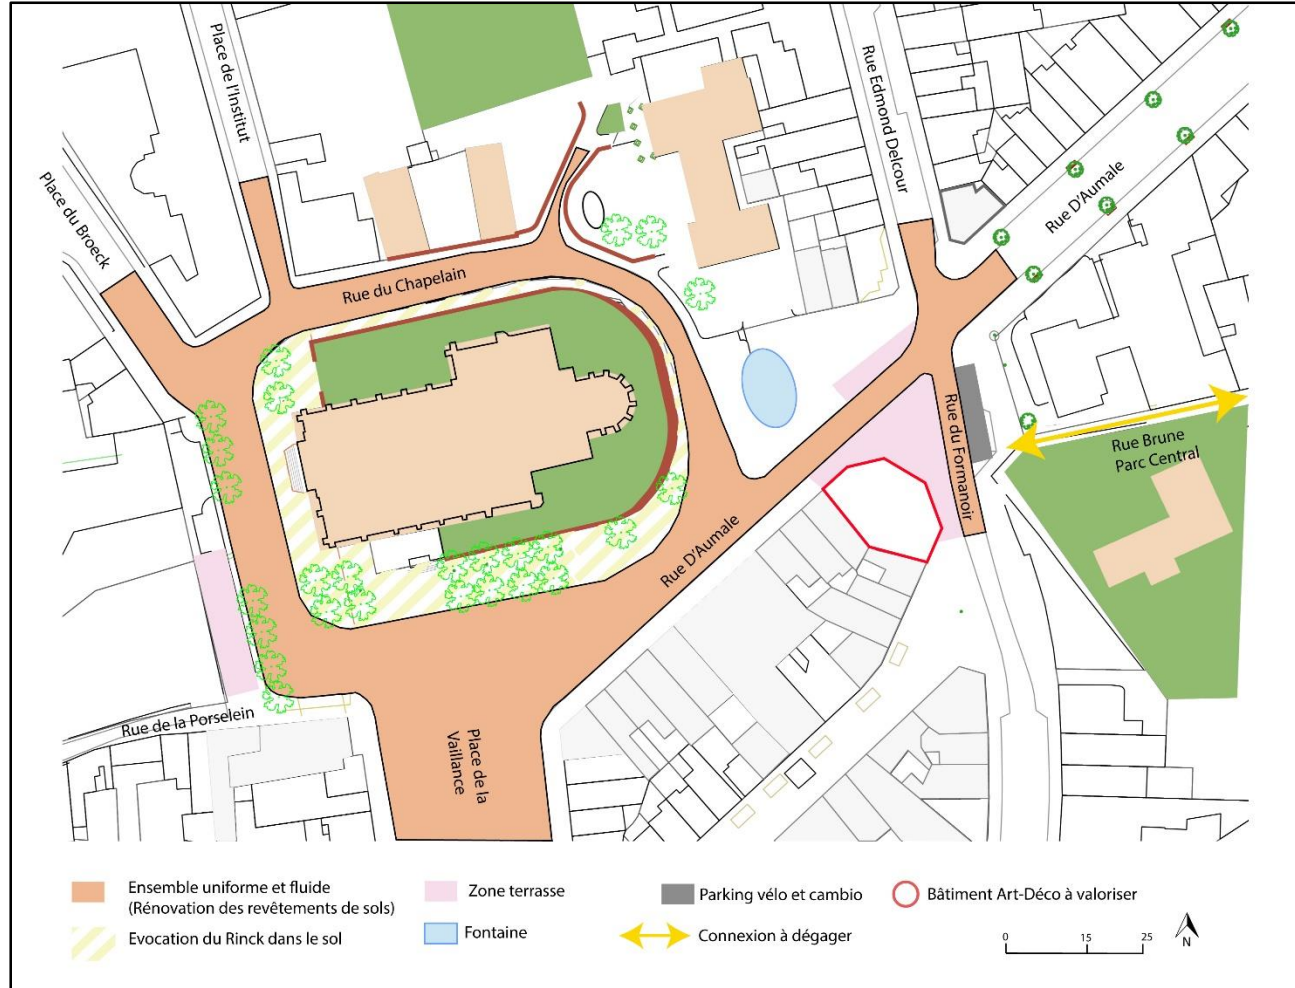 Place de l'Institut
Place du Broeck
Rue Edmond Delcour
Rue D'Aumale
Rue du Chapelain
Rue Brune
Parc Central
Rue du Formanoir
Rue D'Aumale
Rue de la Porselein
Place de la
Vaillance
Ensemble uniforme et fluide
(Rénovation des revêtements de sols)
Evocation du Rinck dans le sol
Zone terrasse
Fontaine
Parking vélo et cambio
Connexion à dégager
Bâtiment Art-Déco à valoriser
0 15 25
N